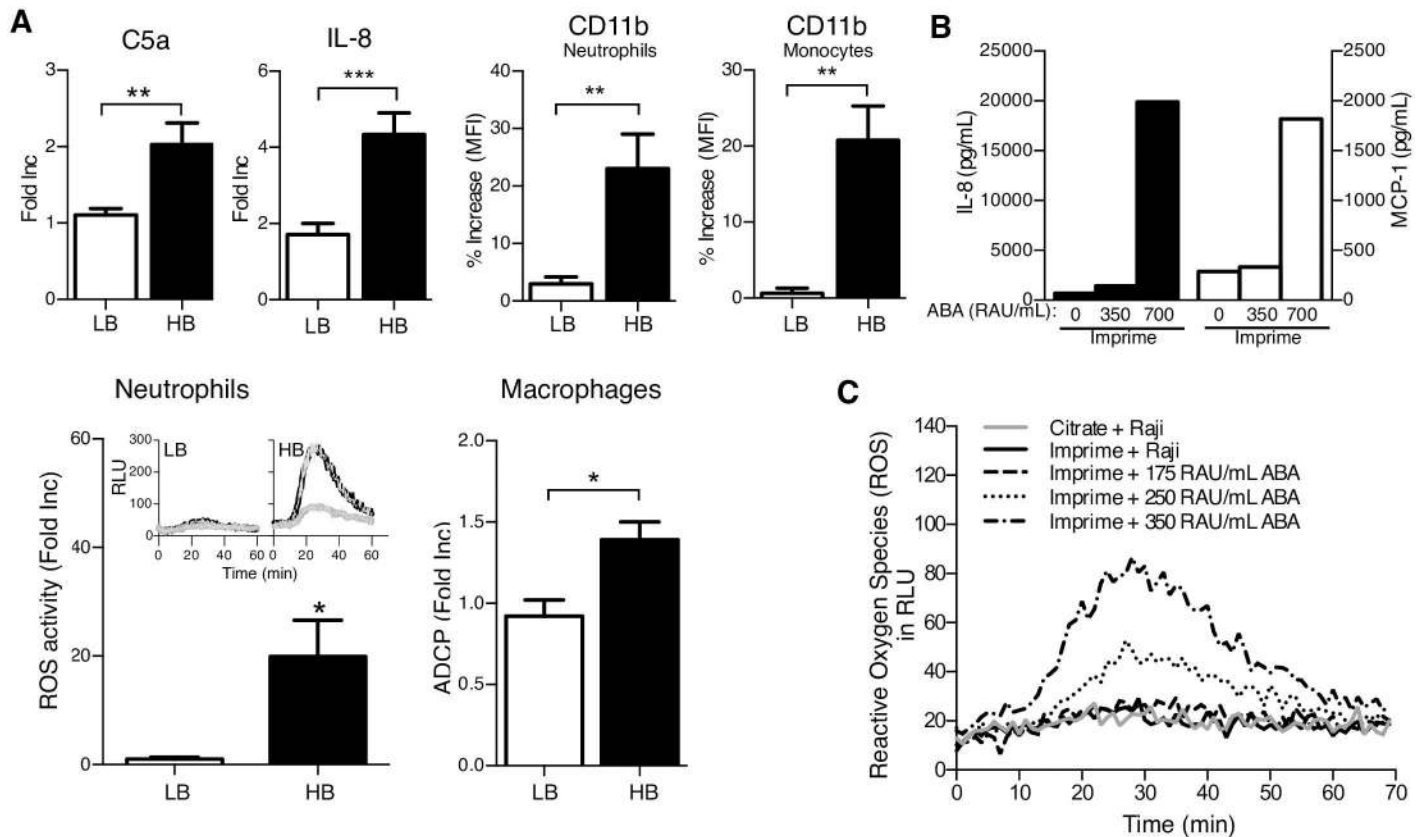 A
C5a
Fold Inc
3
2
1
0
**
LB HB
IL-8
Fold Inc
6
4
2
0
***
LB HB
CD11b
Neutrophils
% Increase (MFI)
40
30
20
10
0
**
LB HB
CD11b
Monocytes
% Increase (MFI)
30
20
10
0
**
LB HB
B
IL-8 (pg/mL)
25000
20000
15000
10000
5000
0
2500
2000
1500
1000
500
0
MCP-1 (pg/mL)
ABA (RAU/mL): 0 350 700 0 350 700
Imprime Imprime
Neutrophils
ROS activity (Fold Inc)
60
40
20
0
RLU
300
200
100
0
LB HB
0 20 40 60 0 20 40 60
Time (min)
*
LB HB
Macrophages
ADCP (Fold Inc)
2.0
1.5
1.0
0.5
0.0
*
LB HB
C
Reactive Oxygen Species (ROS)
in RLU
140
120
100
80
60
40
20
0
Citrate + Raji
Imprime + Raji
Imprime + 175 RAU/mL ABA
Imprime + 250 RAU/mL ABA
Imprime + 350 RAU/mL ABA
0 10 20 30 40 50 60 70
Time (min)